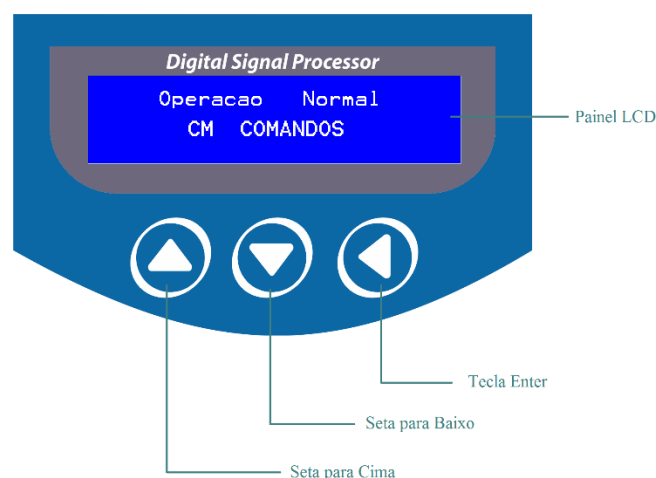 Digital Signal Processor
Operacao Normal
CM COMANDOS
Painel LCD
Tecla Enter
Seta para Baixo
Seta para Cima